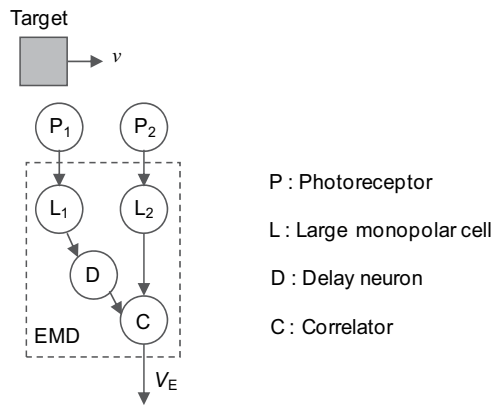 Target
v
P1 P2
L1 L2
D
C
EMD
VE
P : Photoreceptor
L : Large monopolar cell
D : Delay neuron
C : Correlator